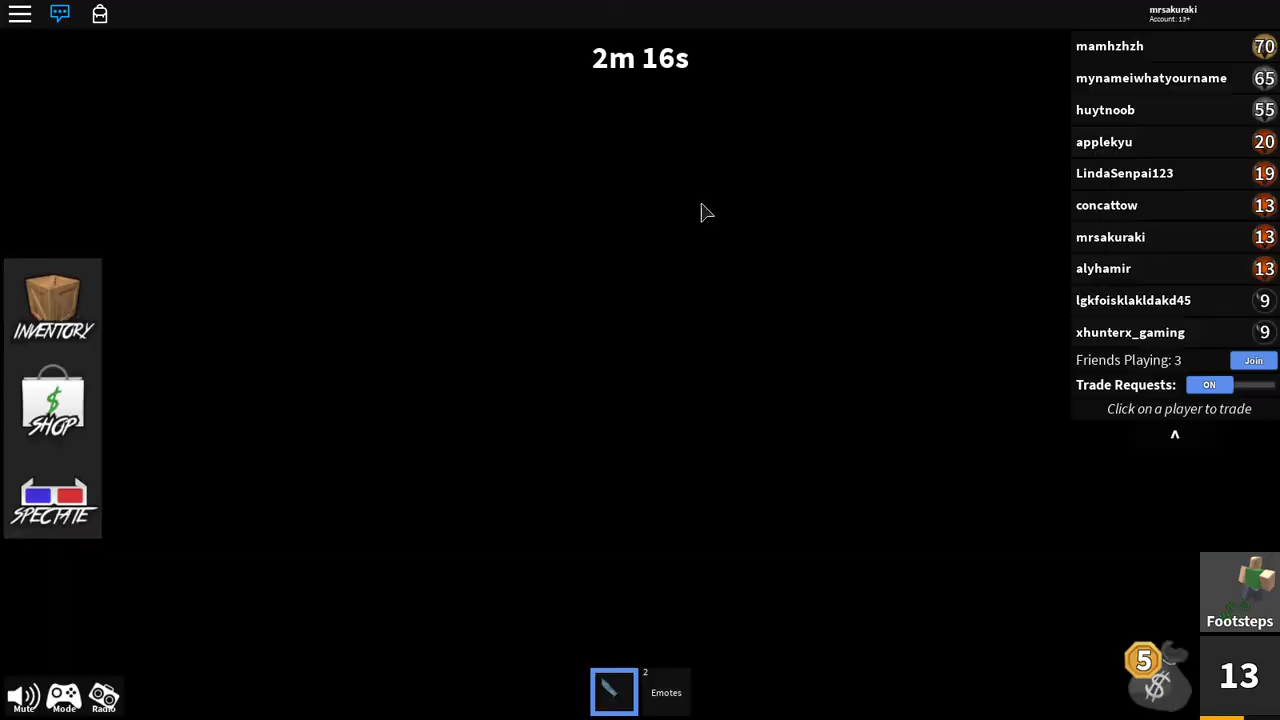 mrsakuraki
Account: 13+
2m 16s
mamhzhzh 70
mynameiwhatyourname 65
huytnoob 55
applekyu 20
LindaSenpai123 19
concattow 13
mrsakuraki 13
alyhamir 13
lgkfoisklakldakd45 9
xhunterx_gaming 9
Friends Playing: 3 Join
Trade Requests: ON
Click on a player to trade
^
INVENTORY
$
SHOP
SPECTATE
Footsteps
5
$
13
2
Emotes
Mute Mode Radio